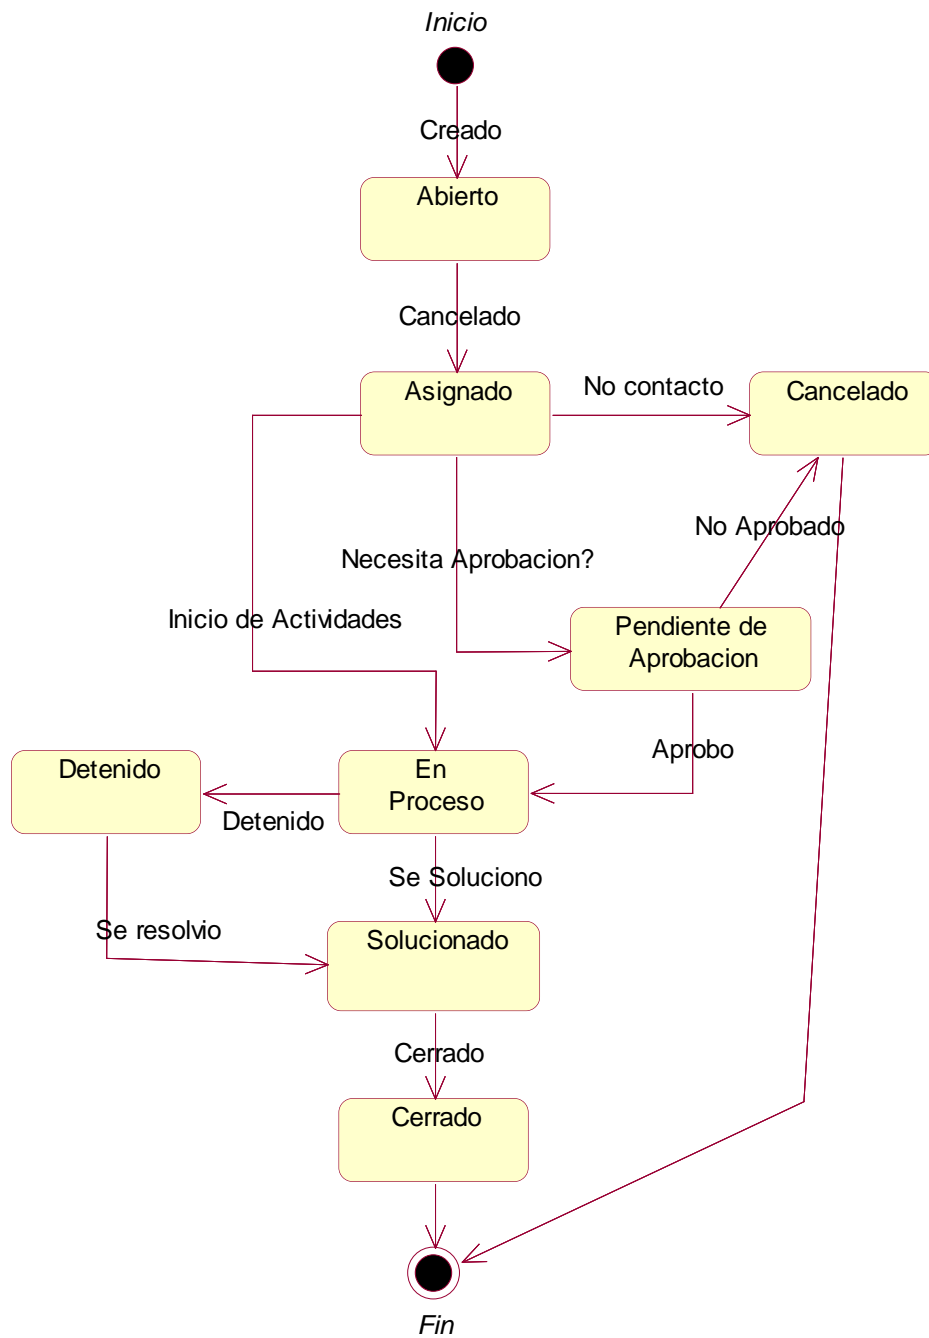 Inicio
Creado
Abierto
Cancelado
Asignado
No contacto
Cancelado
No Aprobado
Necesita Aprobacion?
Inicio de Actividades
Pendiente de
Aprobacion
Aprobo
Detenido
En
Proceso
Detenido
Se Soluciono
Se resolvio
Solucionado
Cerrado
Cerrado
Fin